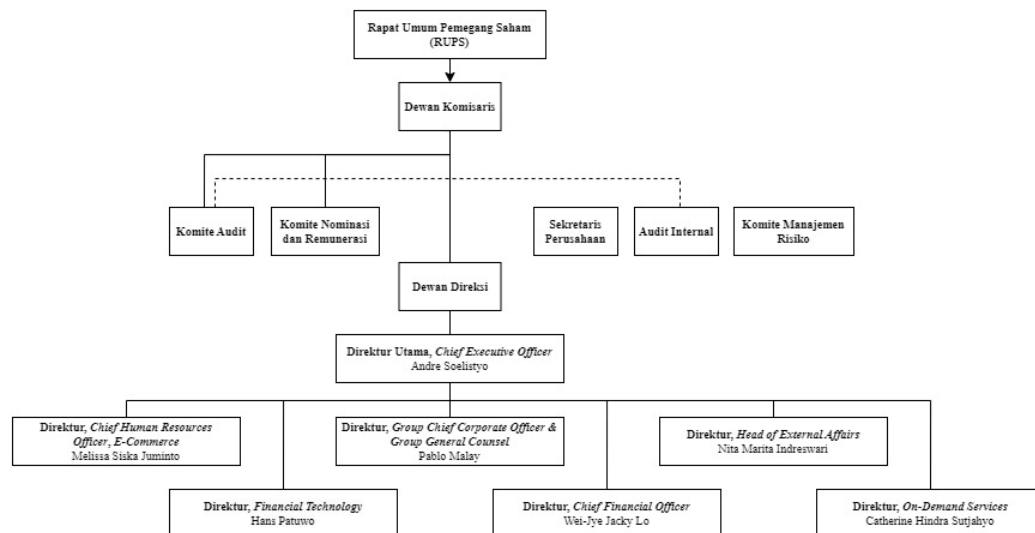 Rapat Umum Pemegang Saham
(RUPS)
Dewan Komisaris
Komite Audit
Komite Nominasi
dan Remunerasi
Sekretaris
Perusahaan
Audit Internal
Komite Manajemen
Risiko
Dewan Direksi
Direktur Utama, Chief Executive Officer
Andre Soelistyo
Direktur, Chief Human Resources
Officer, E-Commerce
Melissa Siska Juminto
Direktur, Group Chief Corporate Officer &
Group General Counsel
Pablo Malay
Direktur, Head of External Affairs
Nita Marita Indreswari
Direktur, Financial Technology
Hans Patuwo
Direktur, Chief Financial Officer
Wei-Jye Jacky Lo
Direktur, On-Demand Services
Catherine Hindra Sutjahyo